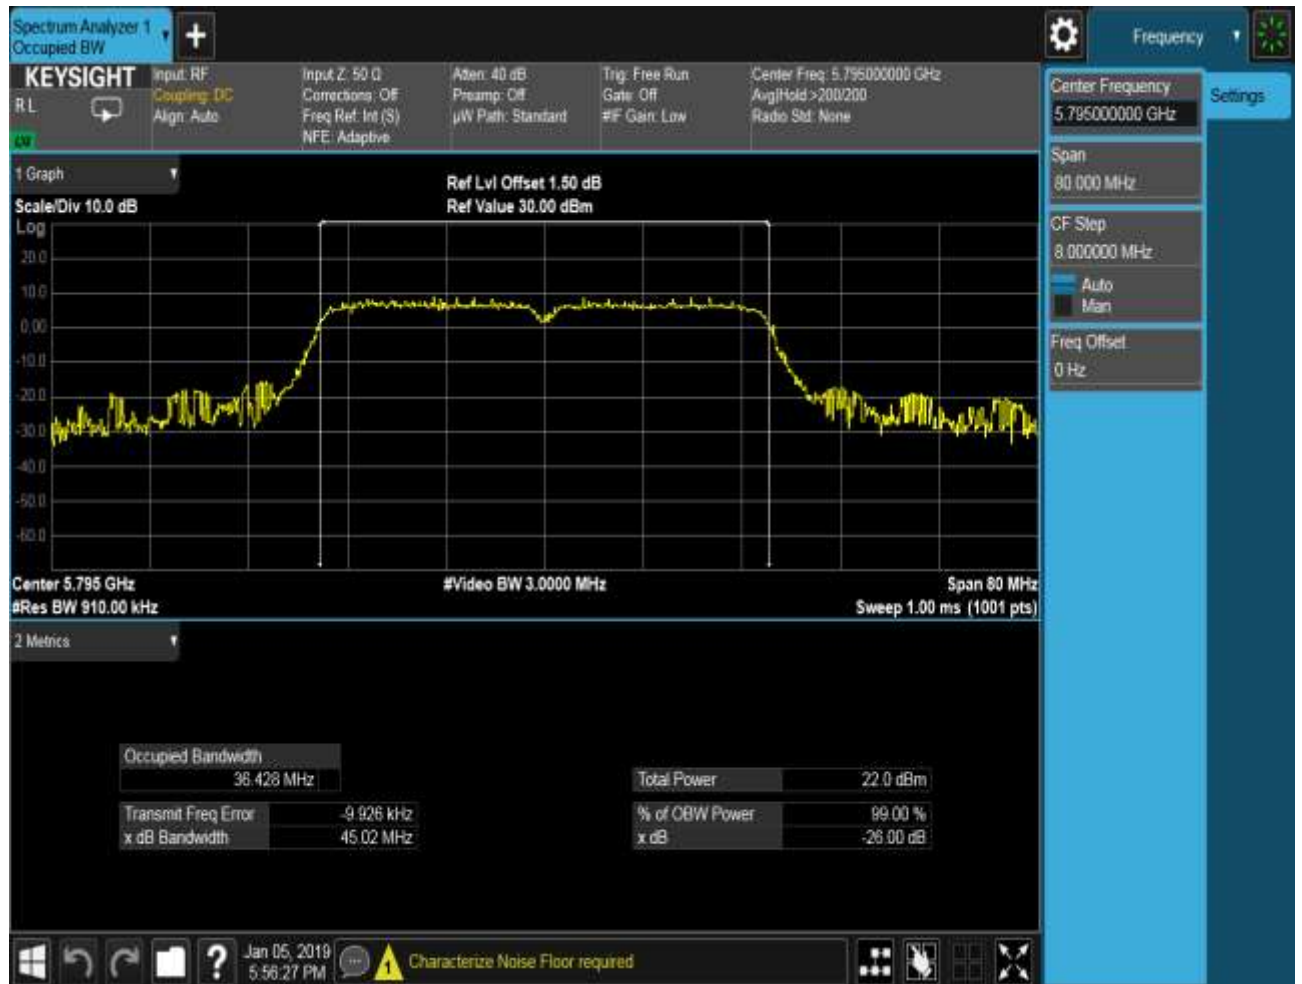 Spectrum Analyzer 1
Occupied BW
Frequency
KEYSIGHT
R L
Input: RF
Coupling: DC
Align: Auto
Input Z: 50 Ω
Corrections: Off
Freq Ref: Int (S)
NFE: Adaptive
Atten: 40 dB
Preamp: Off
µW Path: Standard
Trig: Free Run
Gate: Off
#IF Gain: Low
Center Freq: 5.795000000 GHz
Avg|Hold:>200/200
Radio Std: None
Center Frequency
5.795000000 GHz
Settings
Span
80.000 MHz
CF Step
8.000000 MHz
Auto
Man
Freq Offset
0 Hz
1 Graph
Scale/Div 10.0 dB
Ref Lvl Offset 1.50 dB
Ref Value 30.00 dBm
Log
20.0
10.0
0.00
-10.0
-20.0
-30.0
-40.0
-50.0
-60.0
Center 5.795 GHz
#Res BW 910.00 kHz
#Video BW 3.0000 MHz
Span 80 MHz
Sweep 1.00 ms (1001 pts)
2 Metrics
Occupied Bandwidth
36.428 MHz
Transmit Freq Error -9.926 kHz
x dB Bandwidth 45.02 MHz
Total Power 22.0 dBm
% of OBW Power 99.00 %
x dB -26.00 dB
Jan 05, 2019
5:56:27 PM
1
Characterize Noise Floor required